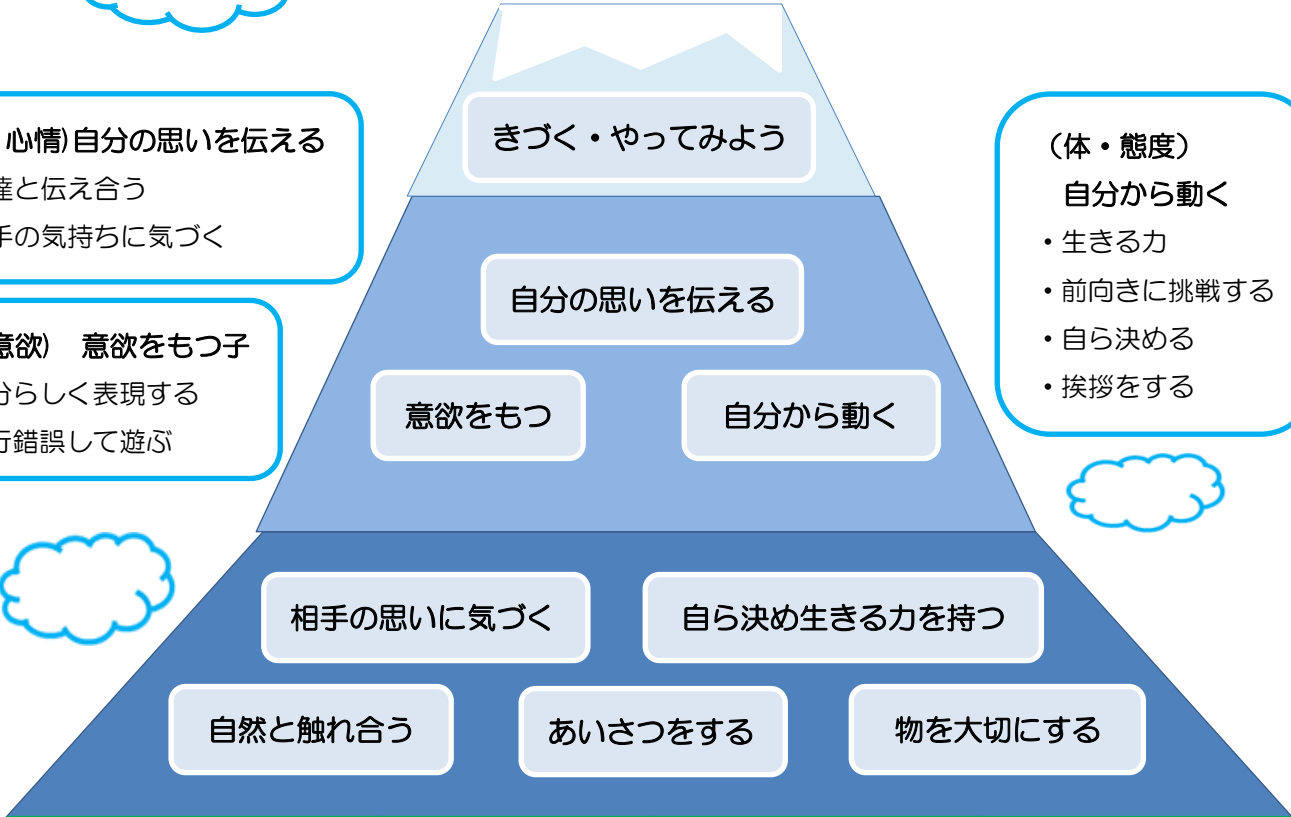 きづく・やってみよう
心情)自分の思いを伝える
達と伝え合う
手の気持ちに気づく
意欲)　意欲をもつ子
分らしく表現する
行錯誤して遊ぶ
（体・態度）
自分から動く
・生きる力
・前向きに挑戦する
・自ら決める
・挨拶をする
自分の思いを伝える
意欲をもつ
自分から動く
相手の思いに気づく
自ら決め生きる力を持つ
自然と触れ合う
あいさつをする
物を大切にする